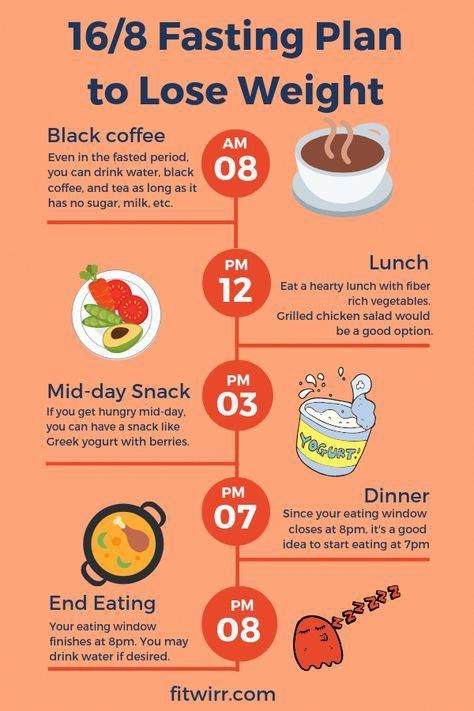 16/8 Fasting Plan
to Lose Weight
Black coffee
Even in the fasted period,
you can drink water, black
coffee, and tea as long as it
has no sugar, milk, etc.
AM
08
PM
12
Lunch
Eat a hearty lunch with fiber
rich vegetables.
Grilled chicken salad would
be a good option.
Mid-day Snack
If you get hungry mid-day,
you can have a snack like
Greek yogurt with berries.
PM
03
YOGURT!
PM
07
Dinner
Since your eating window
closes at 8pm, it's a good
idea to start eating at 7pm
End Eating
Your eating window
finishes at 8pm. You may
drink water if desired.
PM
08
ZZZZZZ
fitwirr.com